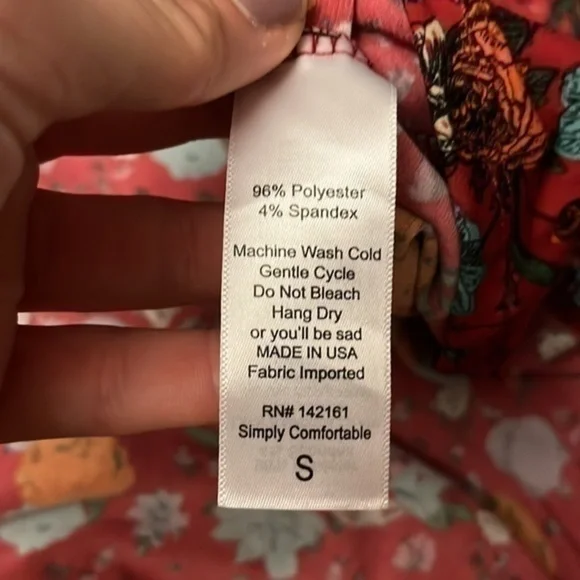 96% Polyester
4% Spandex
Machine Wash Cold
Gentle Cycle
Do Not Bleach
Hang Dry
or you'll be sad
MADE IN USA
Fabric Imported
RN# 142161
Simply Comfortable
S